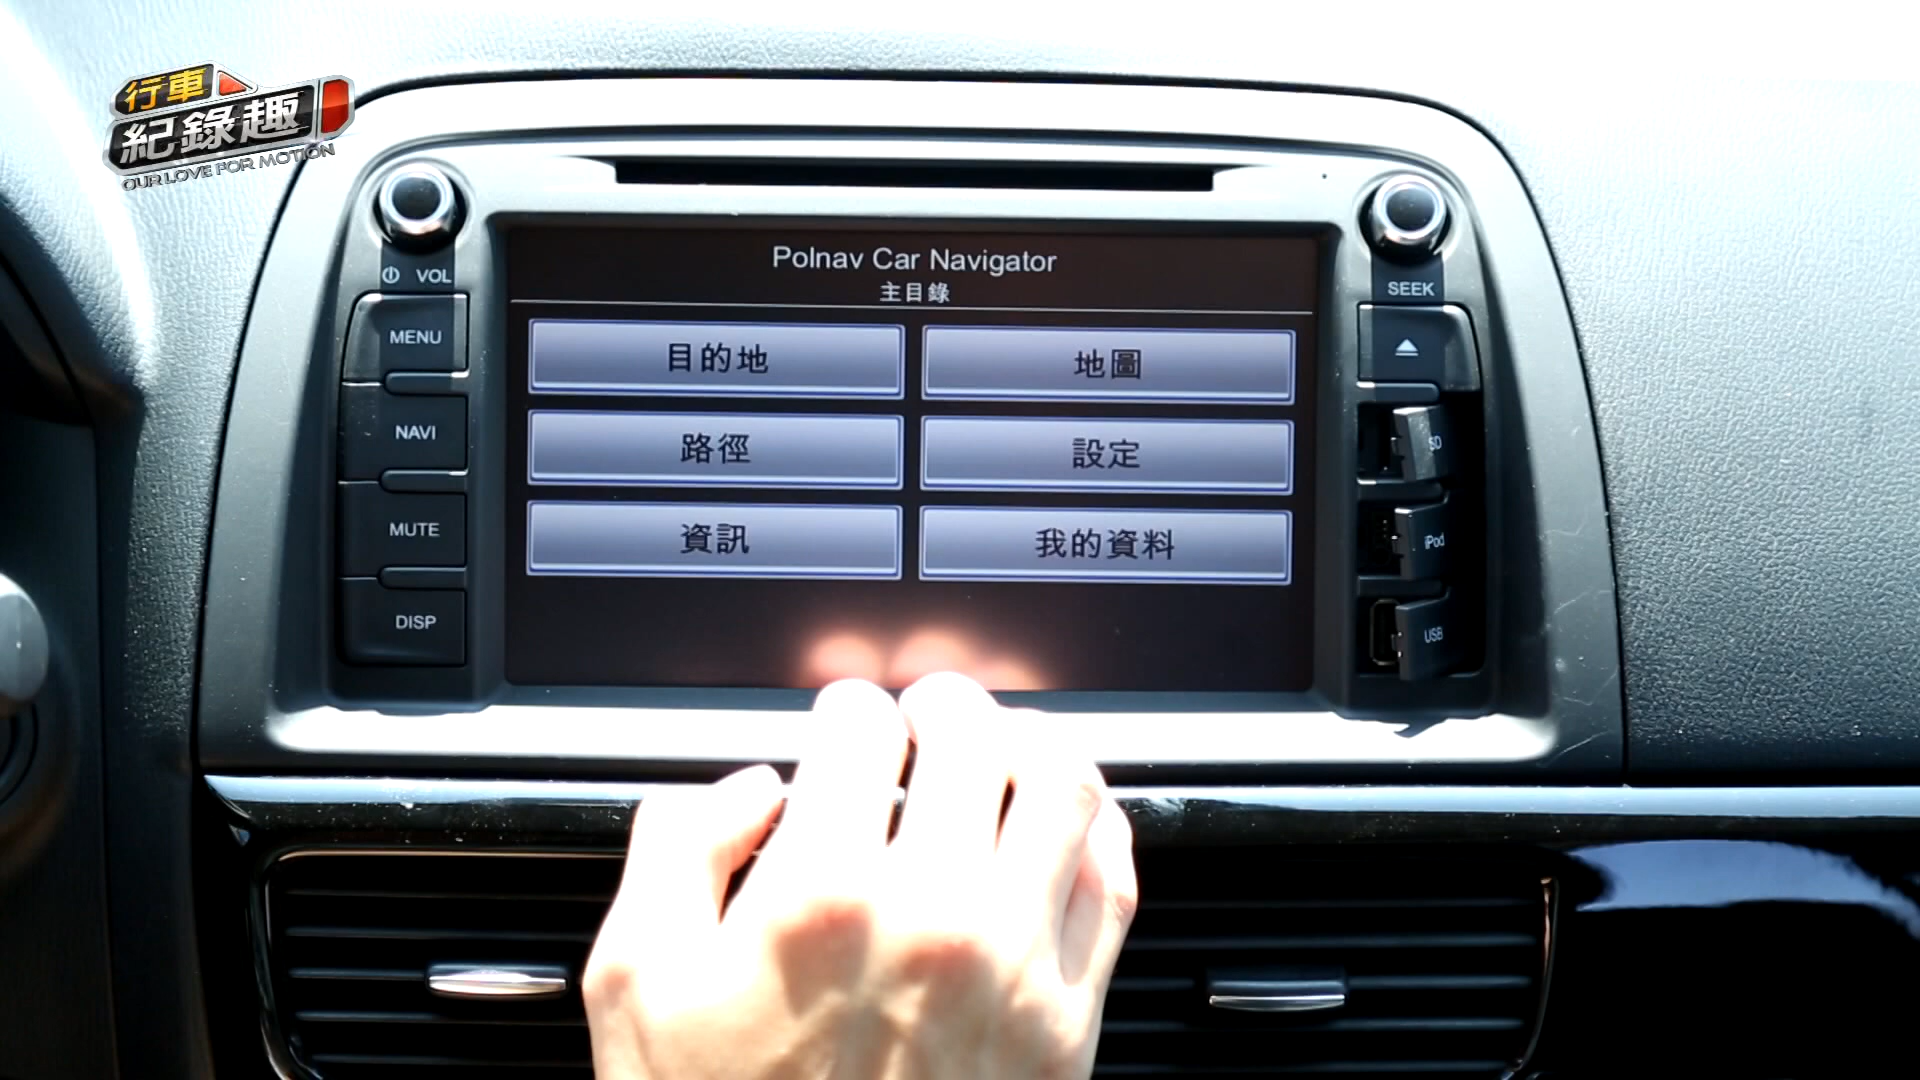 行車
紀錄趣
OUR LOVE FOR MOTION
VOL
MENU
NAVI
MUTE
DISP
Polnav Car Navigator
主目錄
目的地
地圖
路徑
設定
資訊
我的資料
SEEK
SD
iPod
USB